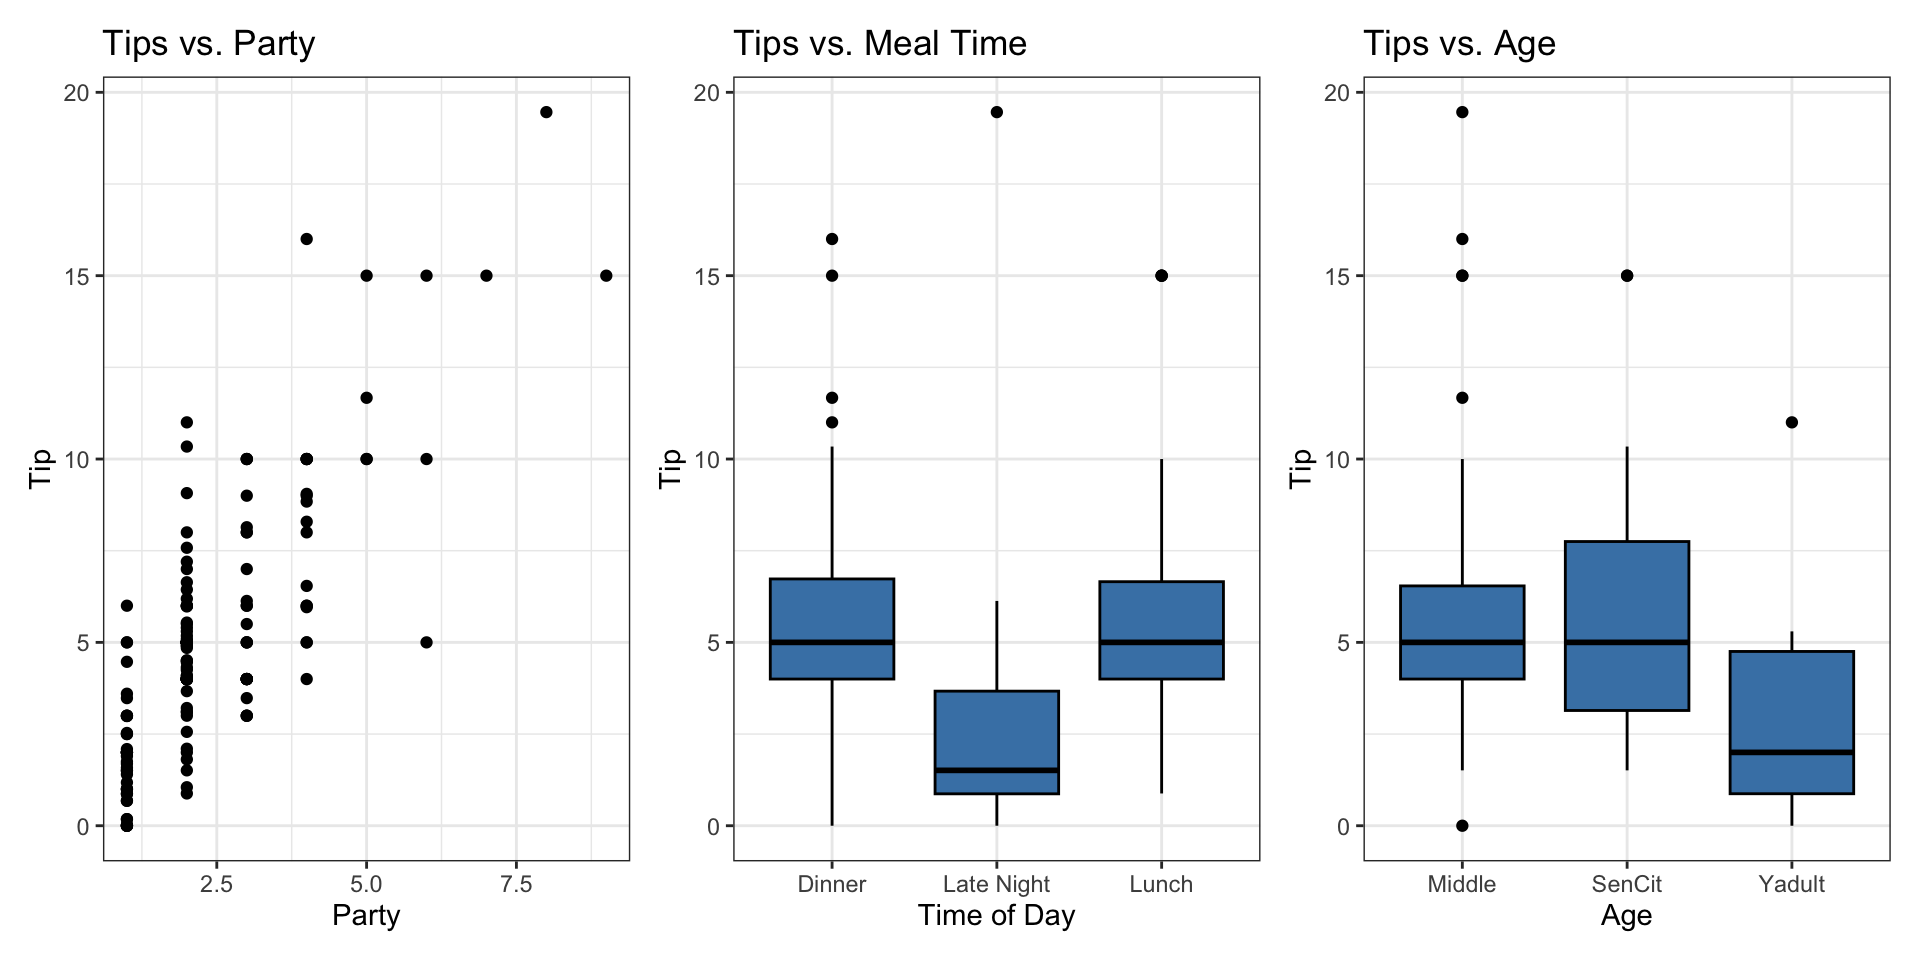 Tips vs. Party
20
15
10
5
0
Tip
2.5 5.0 7.5
Party
Tips vs. Meal Time
20
15
10
5
0
Tip
Dinner Late Night Lunch
Time of Day
Tips vs. Age
20
15
10
5
0
Tip
Middle SenCit Yadult
Age